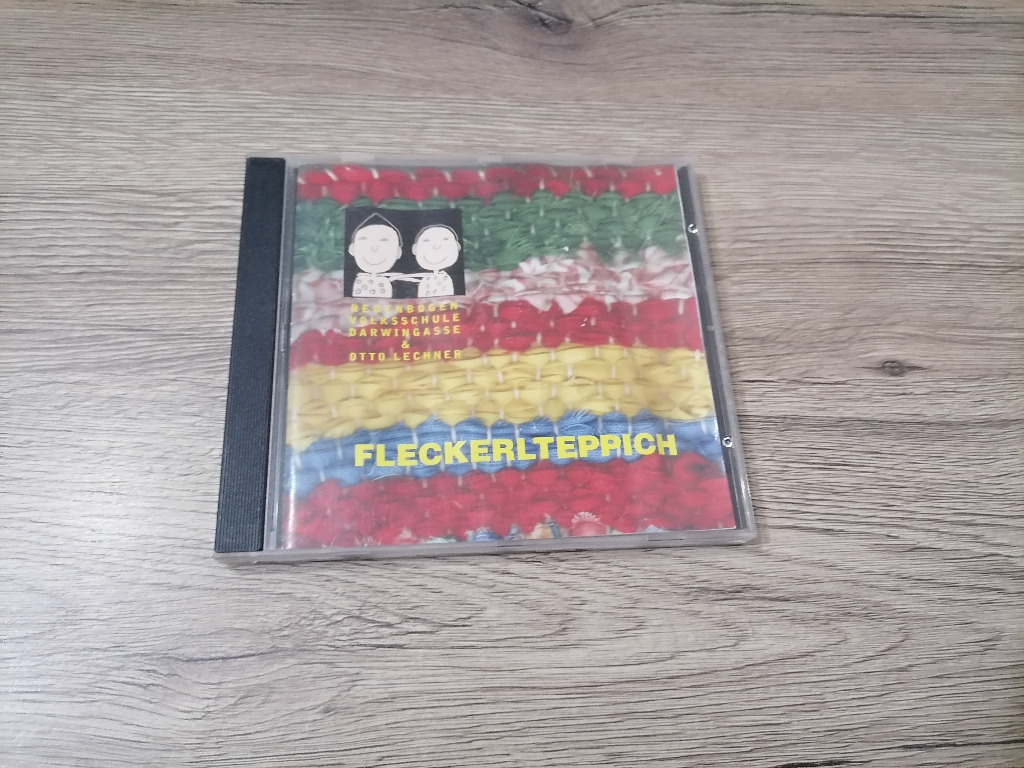 REGENBOGEN
VOLKSSCHULE
DARWINGASSE
&
OTTO LECHNER
FLECKERLTEPPICH